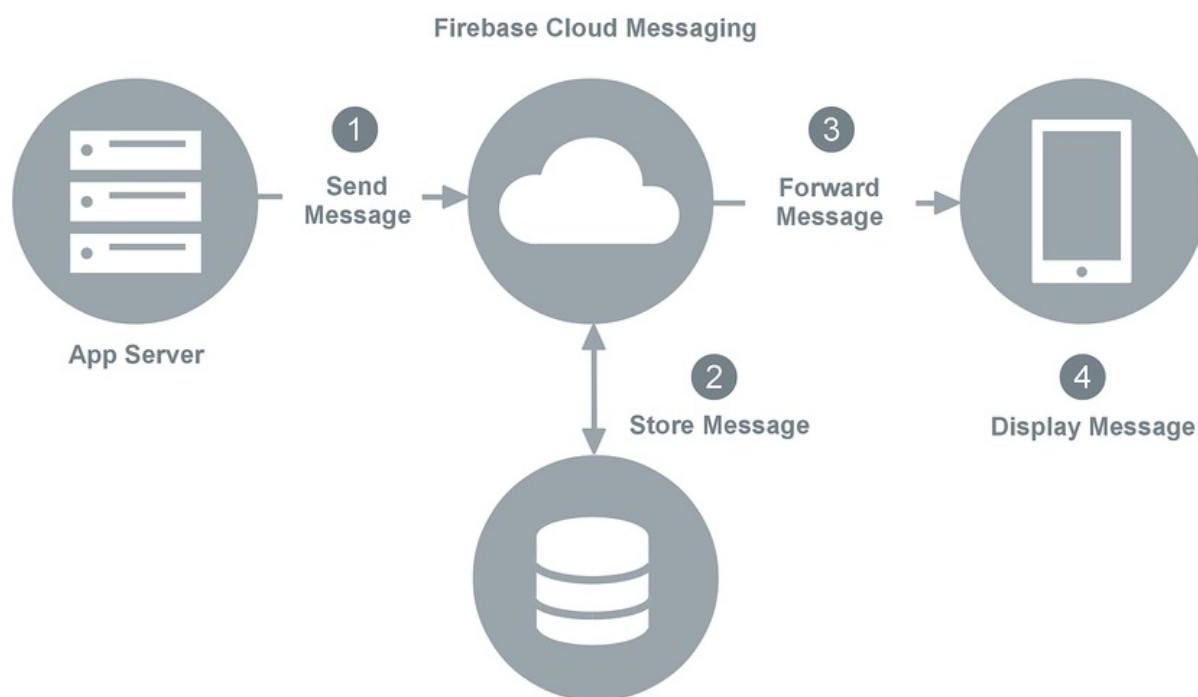 Firebase Cloud Messaging
1
Send
Message
3
Forward
Message
App Server
2
Store Message
4
Display Message